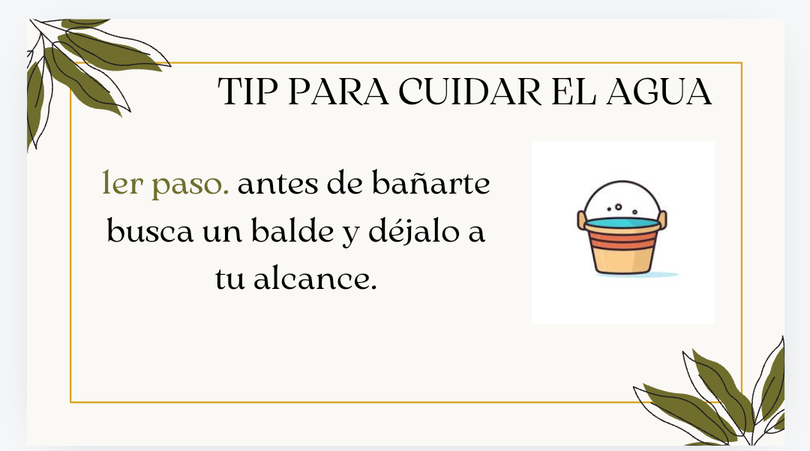 TIP PARA CUIDAR EL AGUA
1er paso. antes de bañarte
busca un balde y déjalo a
tu alcance.